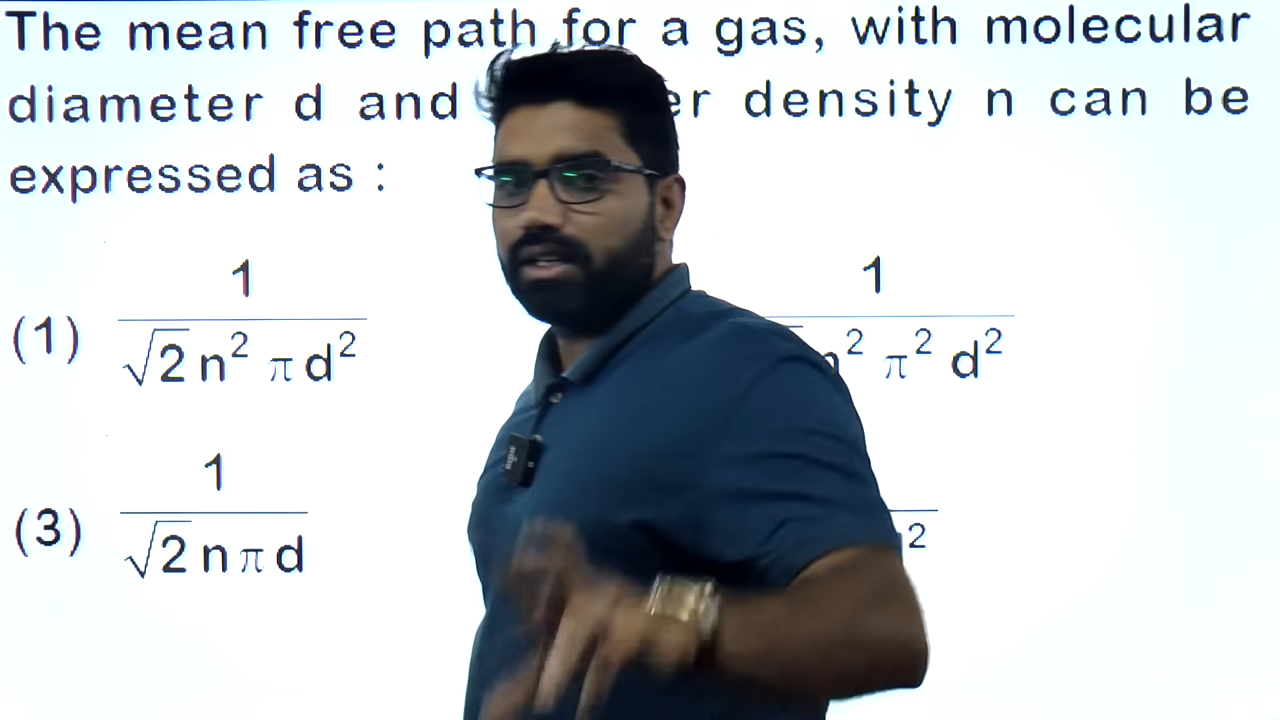 The mean free path for a gas, with molecular
diameter d and er density n can be
expressed as :
(1) 1/√2 n² π d² 1/n² π² d²
(3) 1/√2 n π d ²